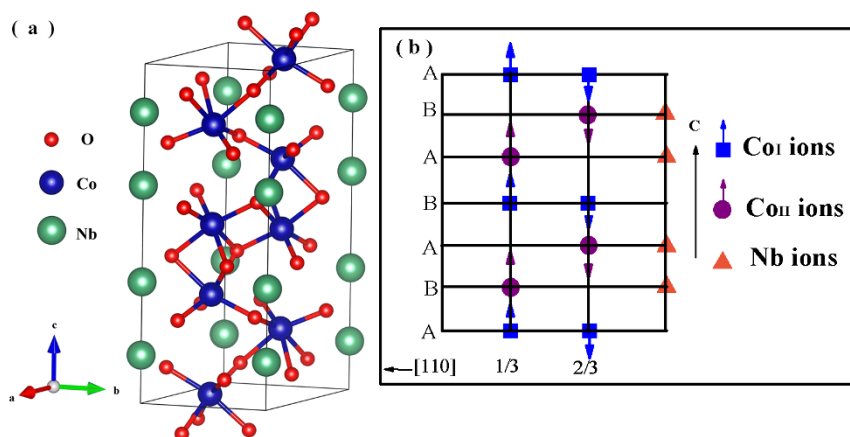 ( a )
O
Co
Nb
c
a
b
(b)
A
B
A
B
A
B
A
[110]
1/3
2/3
C
CoI ions
CoII ions
Nb ions